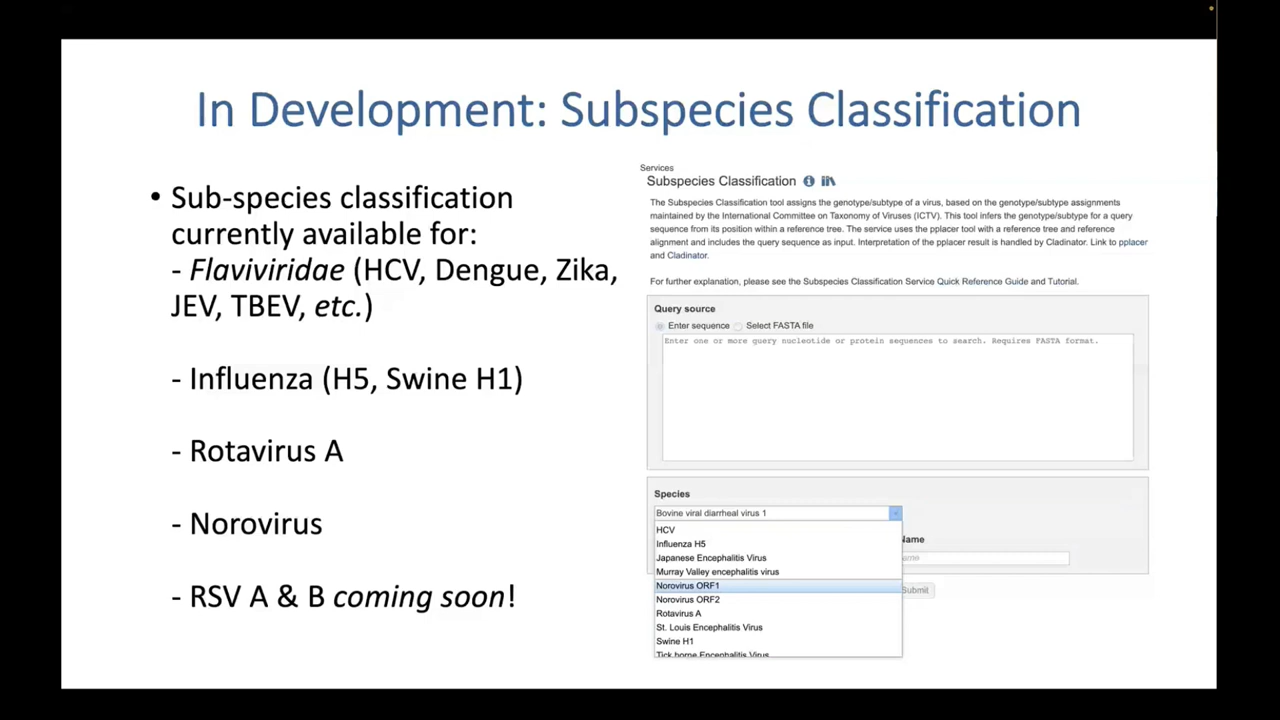 In Development: Subspecies Classification
• Sub-species classification
currently available for:
- Flaviviridae (HCV, Dengue, Zika,
JEV, TBEV, etc.)
- Influenza (H5, Swine H1)
- Rotavirus A
- Norovirus
- RSV A & B coming soon!
Services
Subspecies Classification
The Subspecies Classification tool assigns the genotype/subtype of a virus, based on the genotype/subtype assignments
maintained by the International Committee on Taxonomy of Viruses (ICTV). This tool infers the genotype/subtype for a query
sequence from its position within a reference tree. The service uses the pplacer tool with a reference tree and reference
alignment and includes the query sequence as input. Interpretation of the pplacer result is handled by Cladinator. Link to pplacer
and Cladinator.
For further explanation, please see the Subspecies Classification Service Quick Reference Guide and Tutorial.
Query source
Enter sequence Select FASTA file
Enter one or more query nucleotide or protein sequences to search. Requires FASTA format.
Species
Bovine viral diarrheal virus 1
HCV
Influenza H5
Name
Japanese Encephalitis Virus
ame
Murray Valley encephalitis virus
Norovirus ORF1
Submit
Norovirus ORF2
Rotavirus A
St. Louis Encephalitis Virus
Swine H1
Tick borne Encephalitis Virus